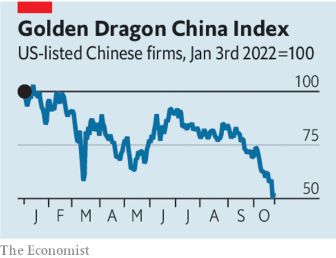 Golden Dragon China Index
US-listed Chinese firms, Jan 3rd 2022=100
100
75
50
J F M A M J J A S O
The Economist